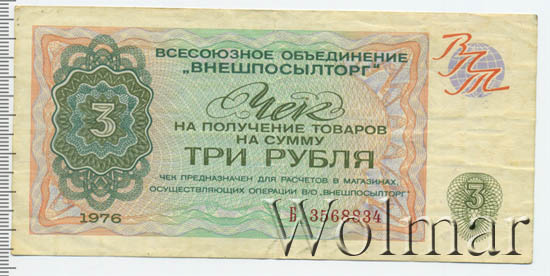 ВСЕСОЮЗНОЕ ОБЪЕДИНЕНИЕ
„ВНЕШПОСЫЛТОРГ"
ВПТ
Чек
НА ПОЛУЧЕНИЕ ТОВАРОВ
НА СУММУ
3
ТРИ РУБЛЯ
ЧЕК ПРЕДНАЗНАЧЕН ДЛЯ РАСЧЕТОВ В МАГАЗИНАХ,
ОСУЩЕСТВЛЯЮЩИХ ОПЕРАЦИИ В/О „ВНЕШПОСЫЛТОРГ"
3
1976
Б 3568834
Wolmar